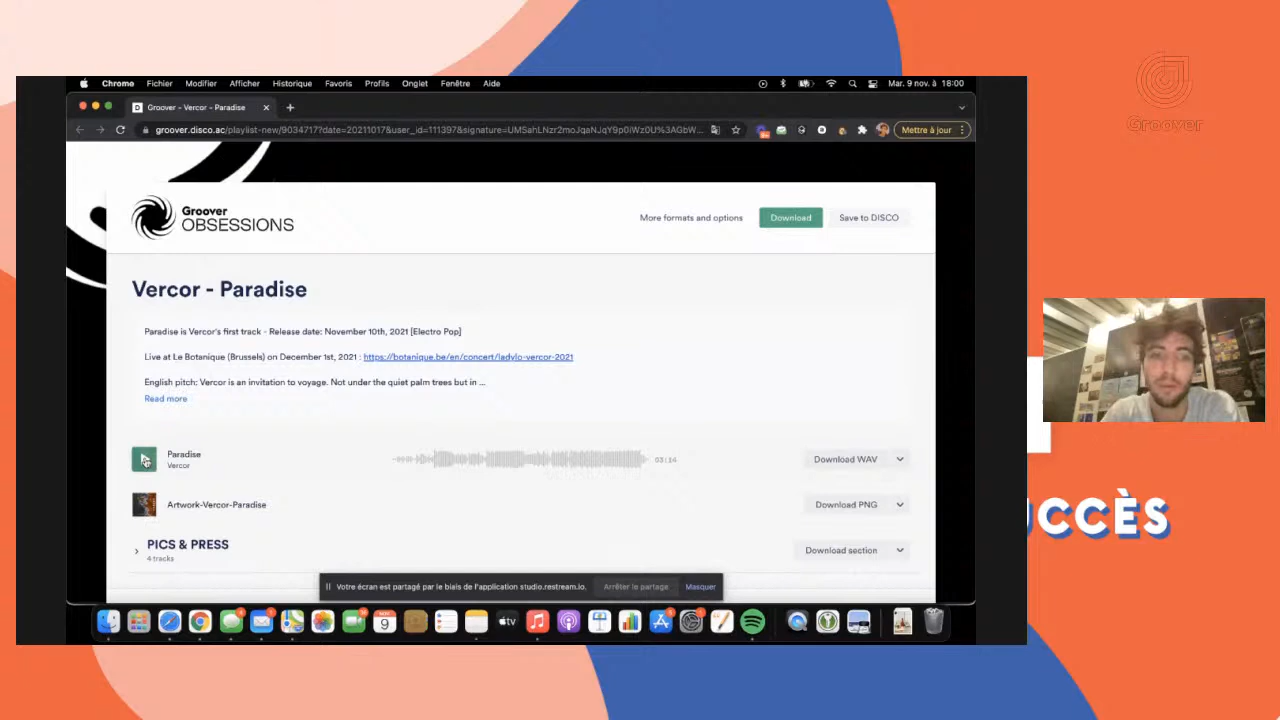 Chrome Fichier Modifier Afficher Historique Favoris Profils Onglet Fenêtre Aide Mar. 9 nov. à 18:00
Groover - Vercor - Paradise
Groover
Mettre à jour
Groover
OBSESSIONS
More formats and options Download Save to DISCO
Vercor - Paradise
Paradise is Vercor's first track - Release date: November 10th, 2021 [Electro Pop]
Live at Le Botanique (Brussels) on December 1st, 2021 : https://botanique.be/en/concert/ladylo-vercor-2021
English pitch: Vercor is an invitation to voyage. Not under the quiet palm trees but in ...
Read more
Paradise
Vercor
03:14
Download WAV
Artwork-Vercor-Paradise
Download PNG
PICS & PRESS
4 tracks
Download section
Votre écran est partagé par le biais de l'application studio.restream.io. Arrêter le partage Masquer
UCCÈS
9
tv